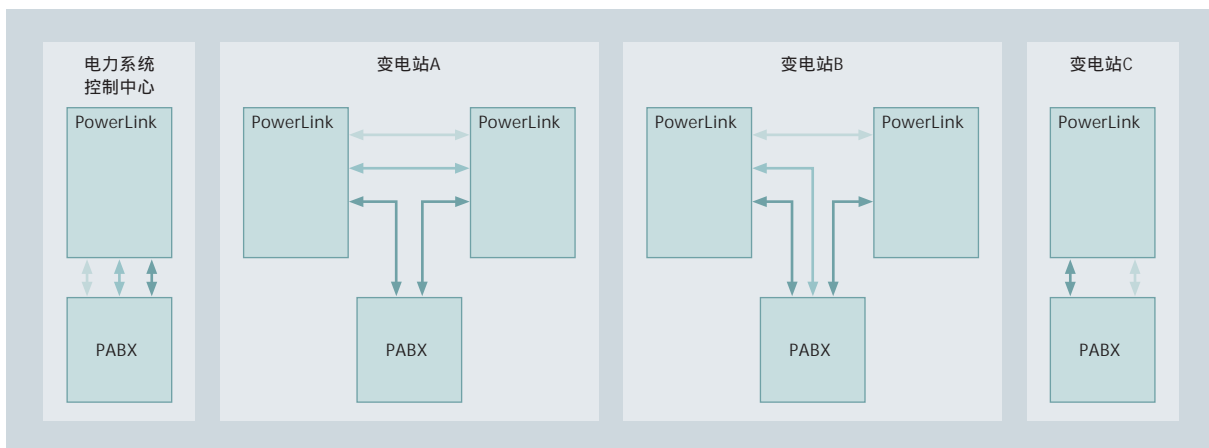 电力系统
控制中心
变电站A
变电站B
变电站C
PowerLink
PowerLink
PowerLink
PowerLink
PowerLink
PowerLink
PABX
PABX
PABX
PABX